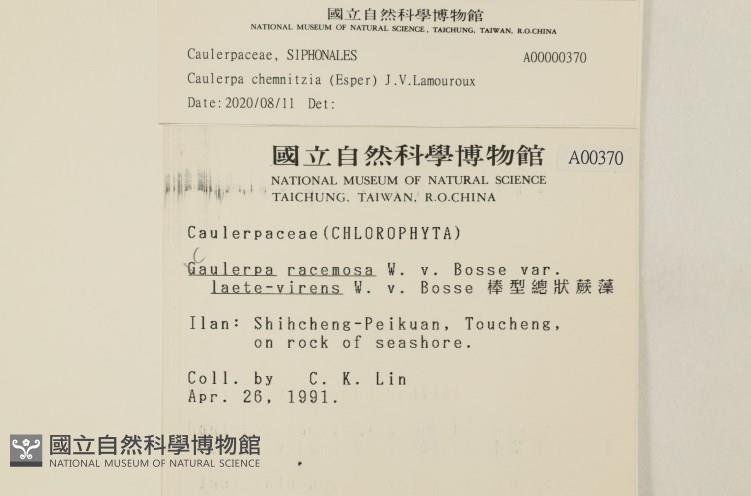 國立自然科學博物館
NATIONAL MUSEUM OF NATURAL SCIENCE, TAICHUNG, TAIWAN, R.O.CHINA
Caulerpaceae, SIPHONALES A00000370
Caulerpa chemnitzia (Esper) J.V.Lamouroux
Date:2020/08/11 Det:
國立自然科學博物館 A00370
NATIONAL MUSEUM OF NATURAL SCIENCE
TAICHUNG. TAIWAN, R.O.CHINA
Caulerpaceae(CHLOROPHYTA)
C
Gaulerpa racemosa W. v. Bosse var.
laete-virens W. v. Bosse 棒型總狀蕨藻
Ilan: Shihcheng-Peikuan, Toucheng,
on rock of seashore.
Coll. by C. K. Lin
Apr. 26, 1991.
國立自然科學博物館
NATIONAL MUSEUM OF NATURAL SCIENCE